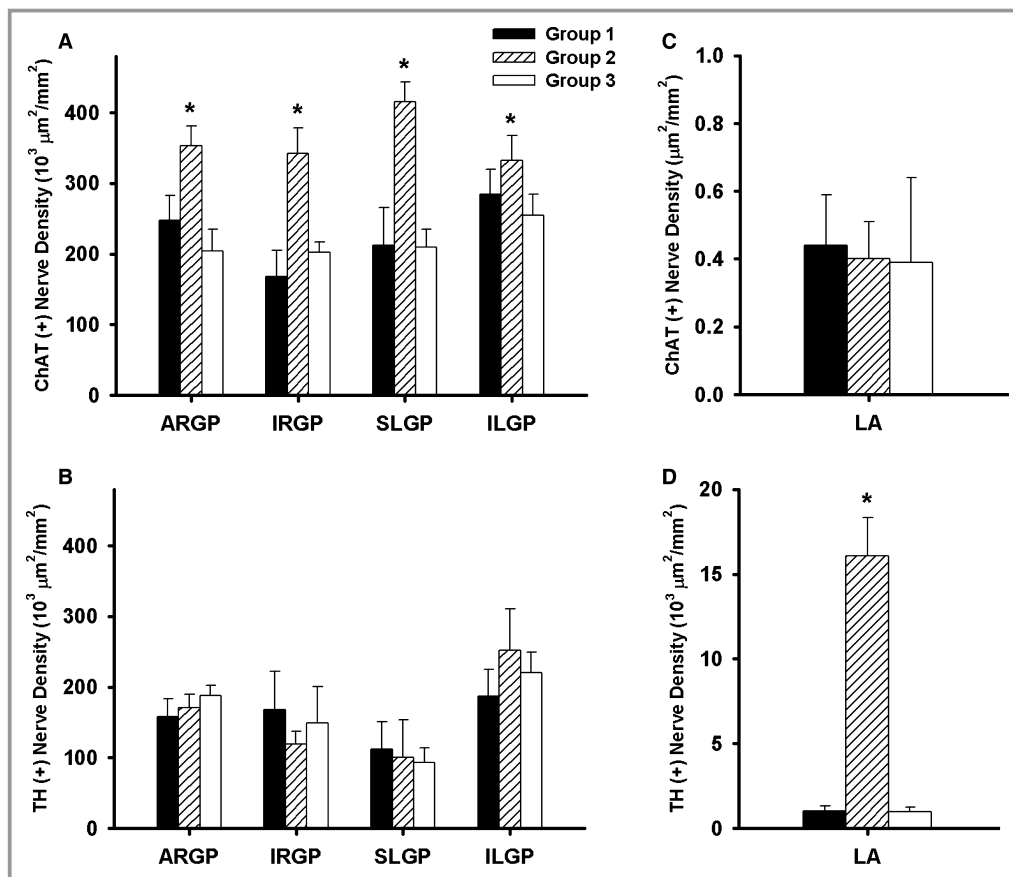 A
Group 1
Group 2
Group 3
ChAT (+) Nerve Density (10³ μm²/mm²)
400
300
200
100
0
*
*
*
*
ARGP
IRGP
SLGP
ILGP
C
ChAT (+) Nerve Density (μm²/mm²)
1.0
0.8
0.6
0.4
0.2
0.0
LA
B
TH (+) Nerve Density (10³ μm²/mm²)
400
300
200
100
0
ARGP
IRGP
SLGP
ILGP
D
TH (+) Nerve Density (10³ μm²/mm²)
20
15
10
5
0
*
LA